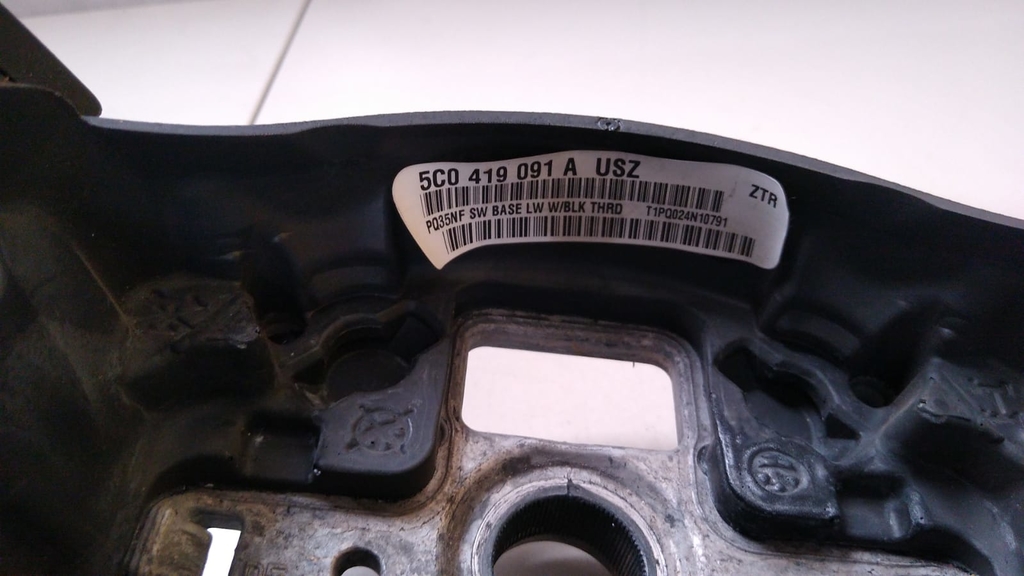 5C0 419 091 A USZ
ZTR
PQ35NF SW BASE LW W/BLK THRD T1PQ024N10791